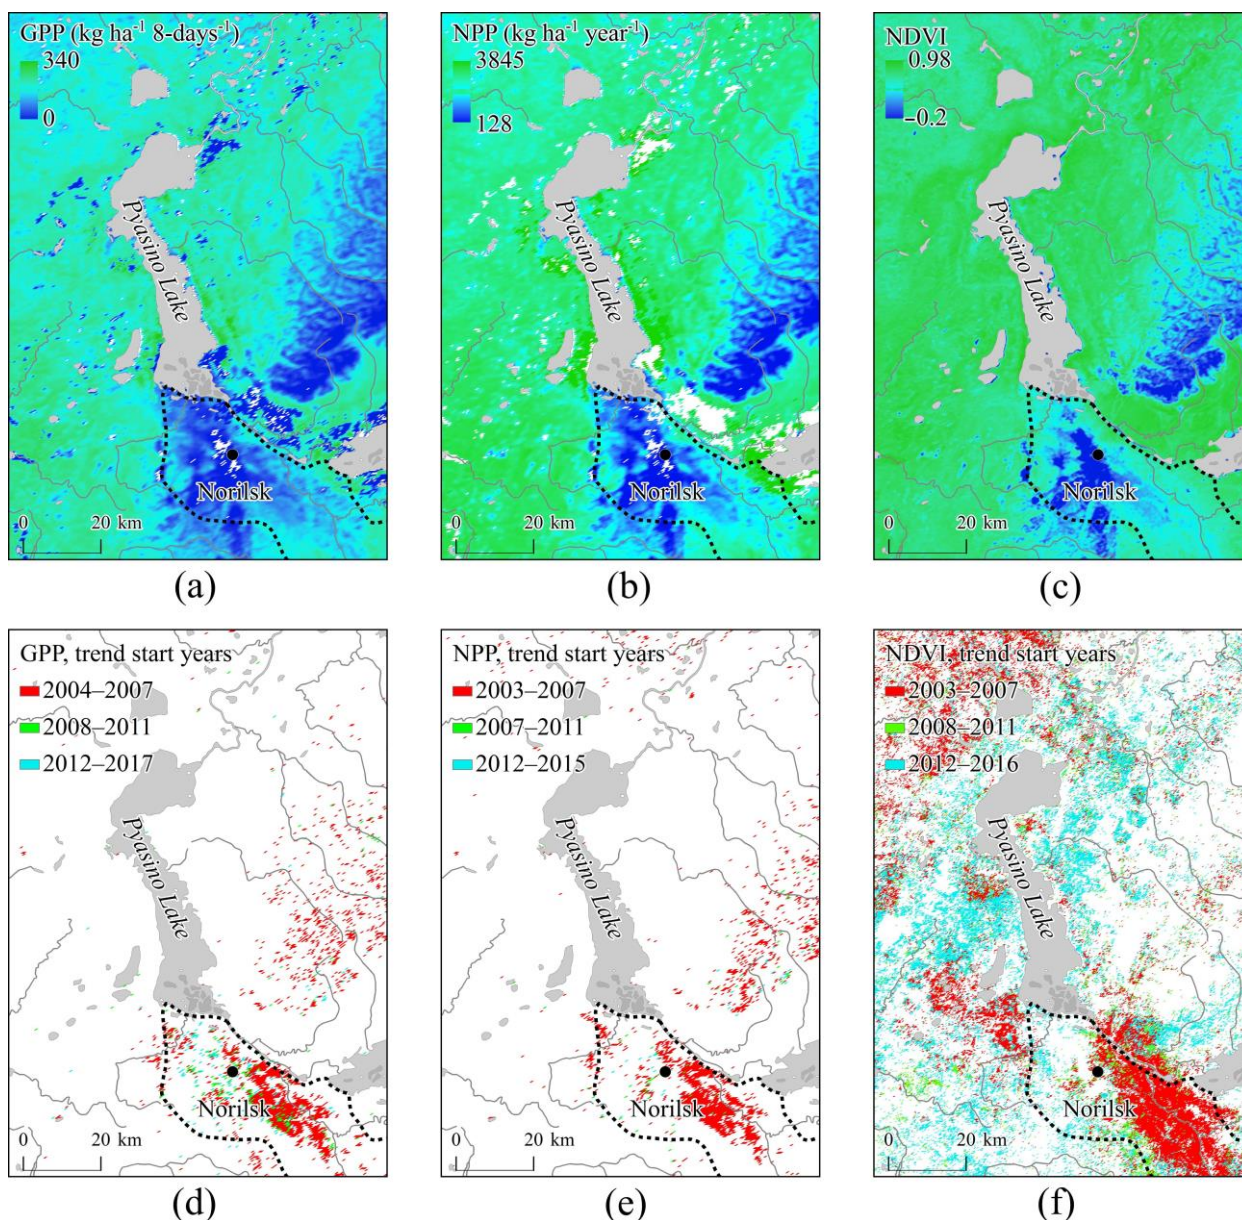 GPP (kg ha⁻¹ 8-days⁻¹)
340
0
Pyasino Lake
Norilsk
0 20 km
(a)
NPP (kg ha⁻¹ year⁻¹)
3845
128
Pyasino Lake
Norilsk
0 20 km
(b)
NDVI
0.98
−0.2
Pyasino Lake
Norilsk
0 20 km
(c)
GPP, trend start years
2004–2007
2008–2011
2012–2017
Pyasino Lake
Norilsk
0 20 km
(d)
NPP, trend start years
2003–2007
2007–2011
2012–2015
Pyasino Lake
Norilsk
0 20 km
(e)
NDVI, trend start years
2003–2007
2008–2011
2012–2016
Pyasino Lake
Norilsk
0 20 km
(f)